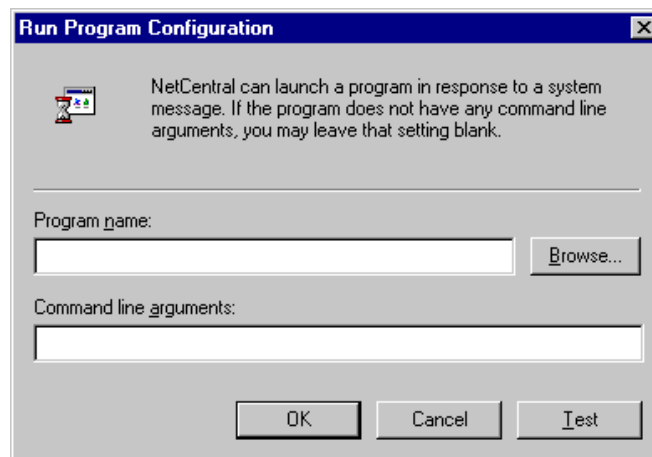 Run Program Configuration
NetCentral can launch a program in response to a system
message. If the program does not have any command line
arguments, you may leave that setting blank.
Program name:
Browse...
Command line arguments:
OK
Cancel
Test